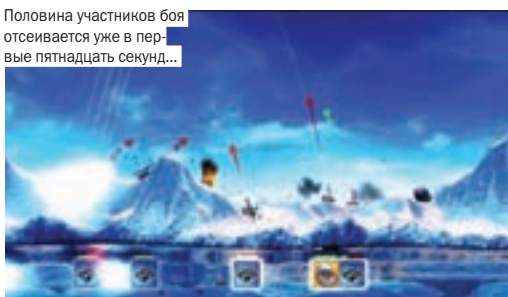 Половина участников боя
отсеивается уже в пер-
вые пятнадцать секунд...